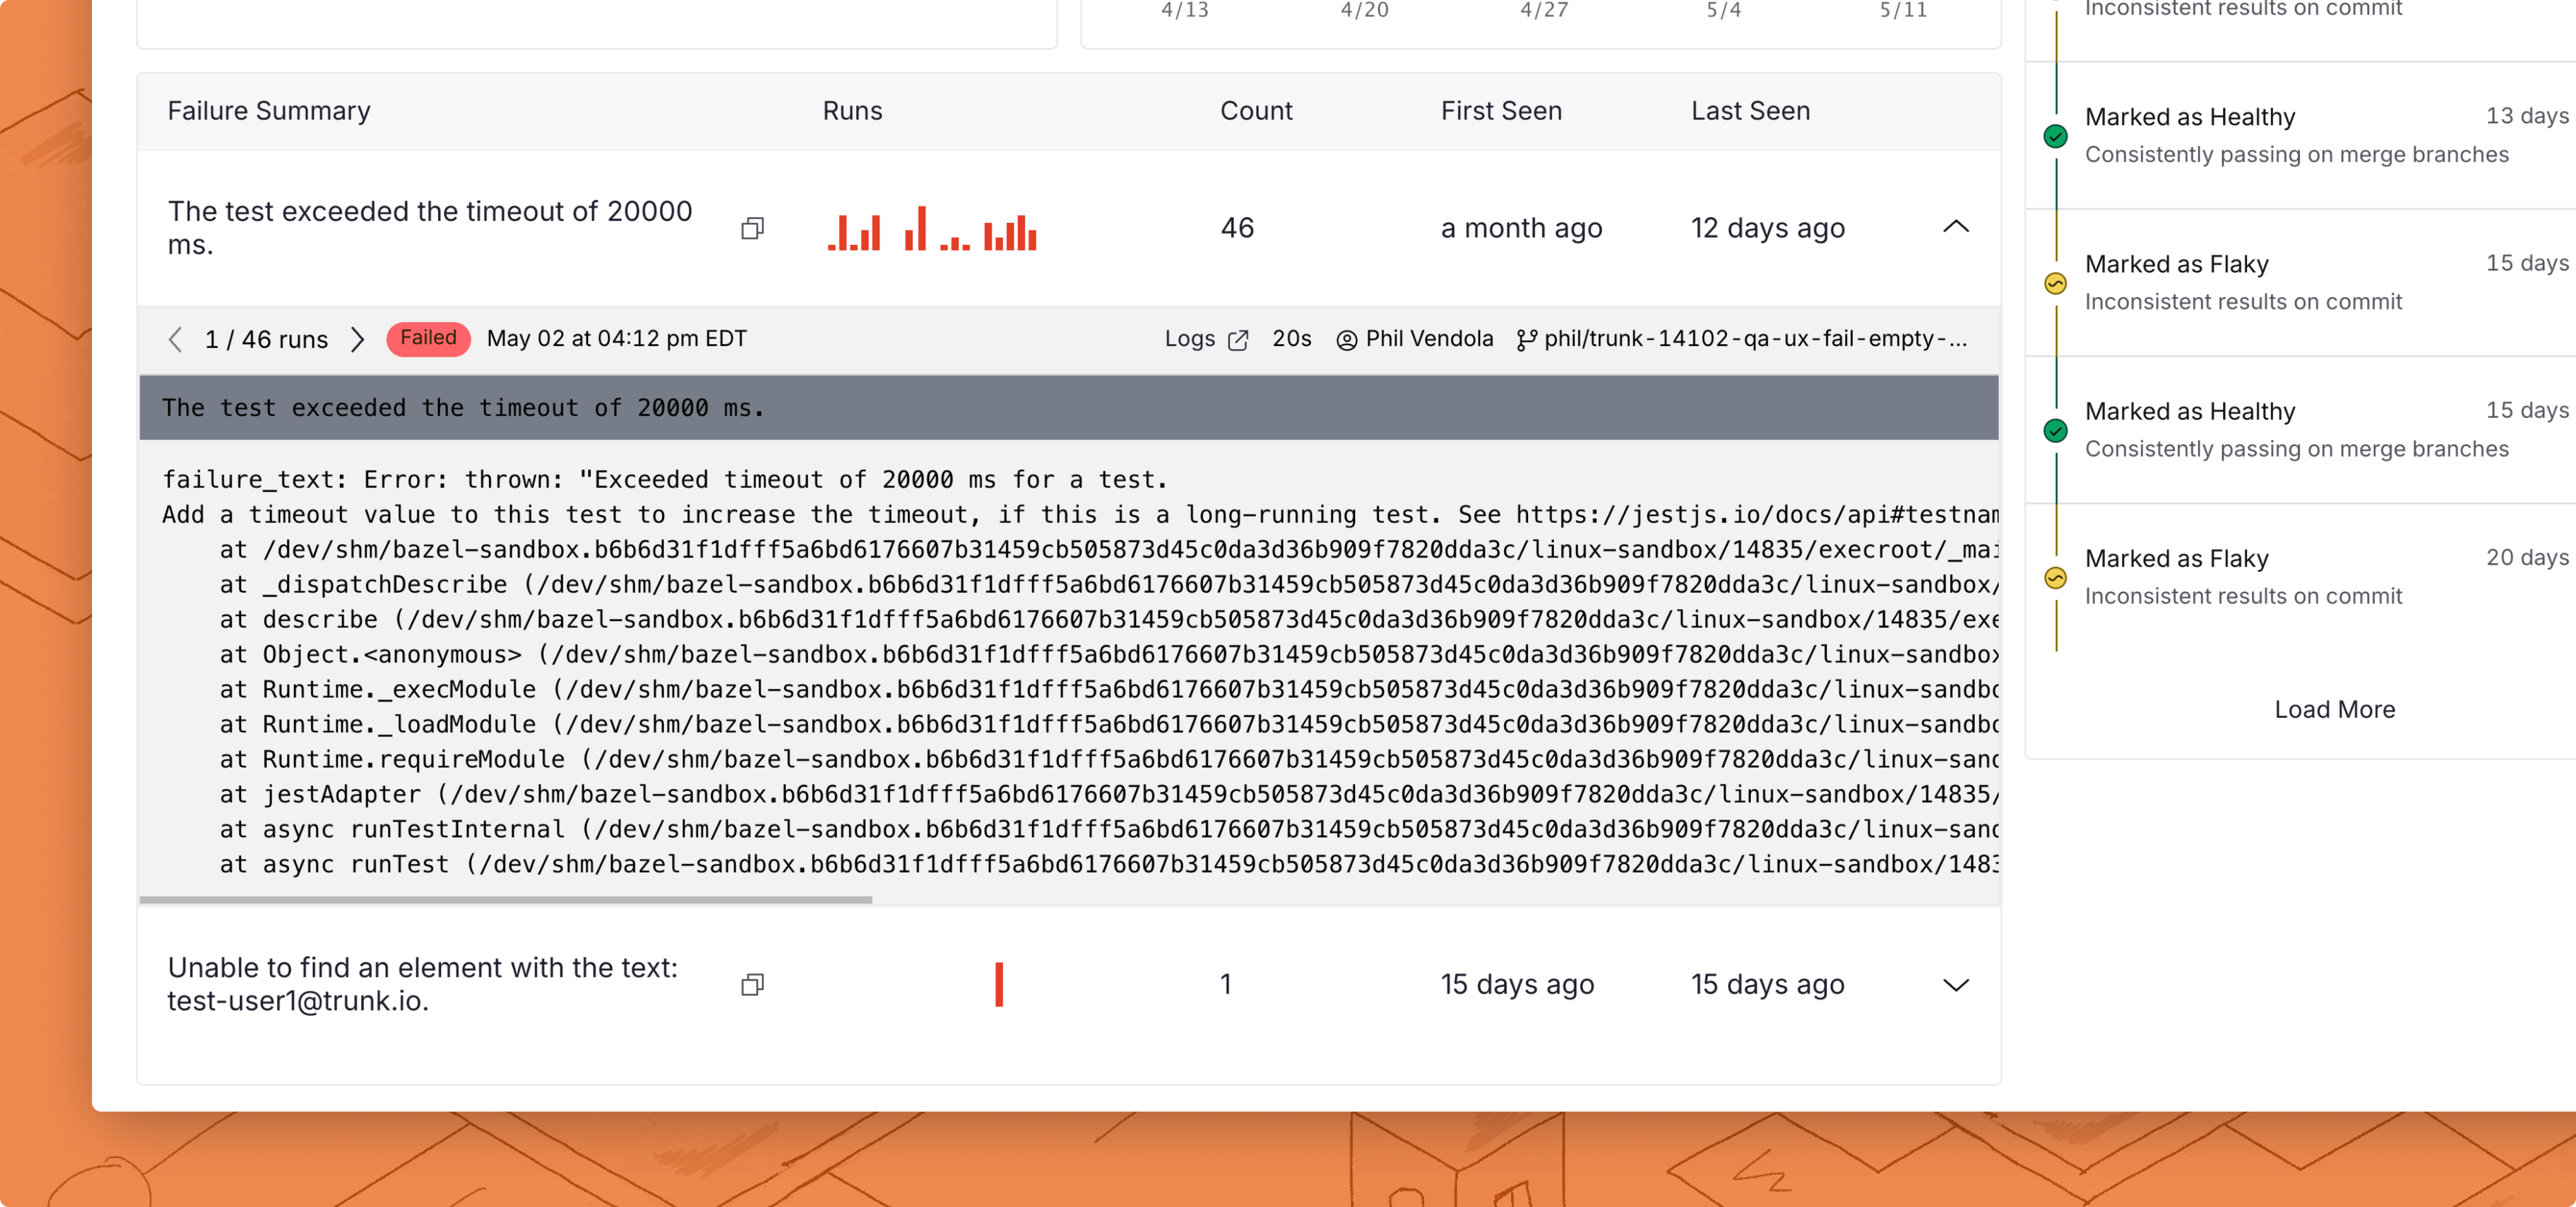 4/13 4/20 4/27 5/4 5/11
Failure Summary Runs Count First Seen Last Seen
The test exceeded the timeout of 20000
ms.
46 a month ago 12 days ago
1 / 46 runs Failed May 02 at 04:12 pm EDT Logs 20s Phil Vendola phil/trunk-14102-qa-ux-fail-empty-...
The test exceeded the timeout of 20000 ms.
failure_text: Error: thrown: "Exceeded timeout of 20000 ms for a test.
Add a timeout value to this test to increase the timeout, if this is a long-running test. See https://jestjs.io/docs/api#testnam
at /dev/shm/bazel-sandbox.b6b6d31f1dfff5a6bd6176607b31459cb505873d45c0da3d36b909f7820dda3c/linux-sandbox/14835/execroot/_mai
at _dispatchDescribe (/dev/shm/bazel-sandbox.b6b6d31f1dfff5a6bd6176607b31459cb505873d45c0da3d36b909f7820dda3c/linux-sandbox/
at describe (/dev/shm/bazel-sandbox.b6b6d31f1dfff5a6bd6176607b31459cb505873d45c0da3d36b909f7820dda3c/linux-sandbox/14835/exe
at Object.<anonymous> (/dev/shm/bazel-sandbox.b6b6d31f1dfff5a6bd6176607b31459cb505873d45c0da3d36b909f7820dda3c/linux-sandbox
at Runtime._execModule (/dev/shm/bazel-sandbox.b6b6d31f1dfff5a6bd6176607b31459cb505873d45c0da3d36b909f7820dda3c/linux-sandbo
at Runtime._loadModule (/dev/shm/bazel-sandbox.b6b6d31f1dfff5a6bd6176607b31459cb505873d45c0da3d36b909f7820dda3c/linux-sandbo
at Runtime.requireModule (/dev/shm/bazel-sandbox.b6b6d31f1dfff5a6bd6176607b31459cb505873d45c0da3d36b909f7820dda3c/linux-sand
at jestAdapter (/dev/shm/bazel-sandbox.b6b6d31f1dfff5a6bd6176607b31459cb505873d45c0da3d36b909f7820dda3c/linux-sandbox/14835/
at async runTestInternal (/dev/shm/bazel-sandbox.b6b6d31f1dfff5a6bd6176607b31459cb505873d45c0da3d36b909f7820dda3c/linux-sand
at async runTest (/dev/shm/bazel-sandbox.b6b6d31f1dfff5a6bd6176607b31459cb505873d45c0da3d36b909f7820dda3c/linux-sandbox/1483
Unable to find an element with the text:
test-user1@trunk.io.
1 15 days ago 15 days ago
Inconsistent results on commit
Marked as Healthy 13 days
Consistently passing on merge branches
Marked as Flaky 15 days
Inconsistent results on commit
Marked as Healthy 15 days
Consistently passing on merge branches
Marked as Flaky 20 days
Inconsistent results on commit
Load More